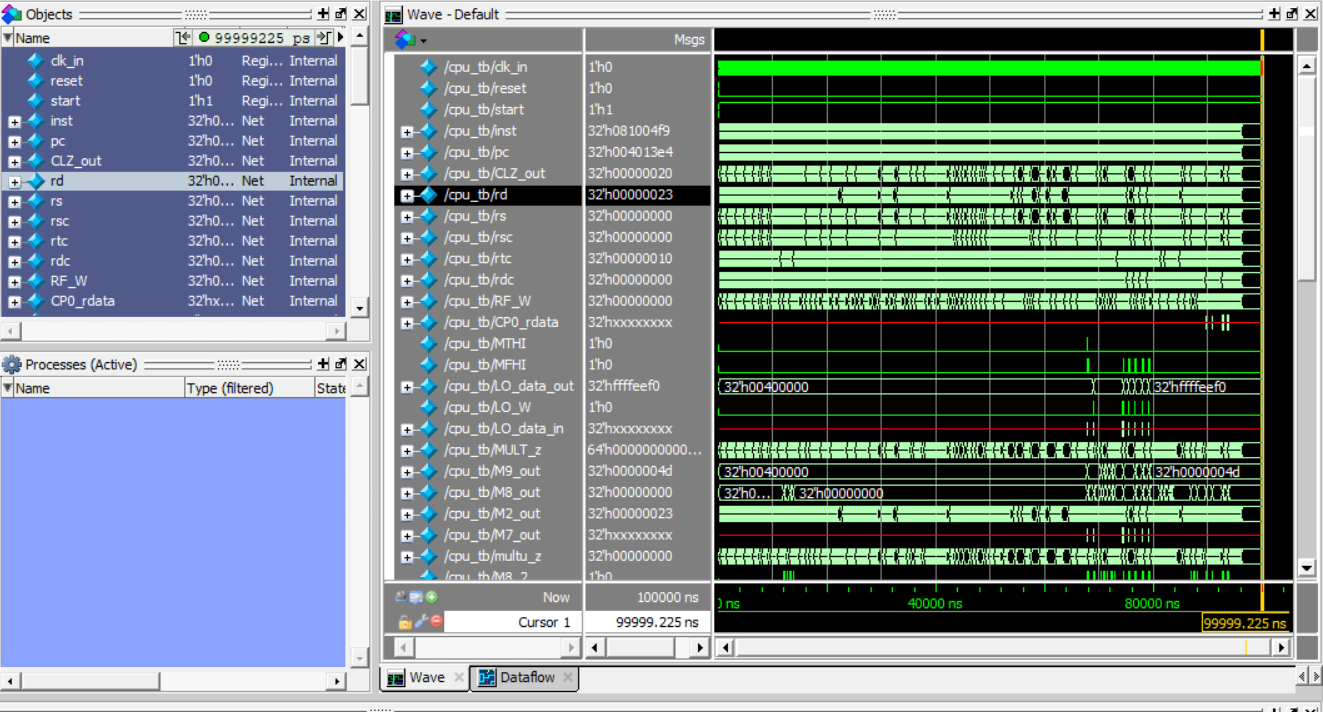 Objects
Name 99999225 ps
clk_in 1'h0 Regi... Internal
reset 1'h0 Regi... Internal
start 1'h1 Regi... Internal
inst 32'h0... Net Internal
pc 32'h0... Net Internal
CLZ_out 32'h0... Net Internal
rd 32'h0... Net Internal
rs 32'h0... Net Internal
rsc 32'h0... Net Internal
rtc 32'h0... Net Internal
rdc 32'h0... Net Internal
RF_W 32'h0... Net Internal
CP0_rdata 32'hx... Net Internal
Processes (Active)
Name Type (filtered) State
Wave - Default
Msgs
/cpu_tb/clk_in 1'h0
/cpu_tb/reset 1'h0
/cpu_tb/start 1'h1
/cpu_tb/inst 32'h081004f9
/cpu_tb/pc 32'h004013e4
/cpu_tb/CLZ_out 32'h00000020
/cpu_tb/rd 32'h00000023
/cpu_tb/rs 32'h00000000
/cpu_tb/rsc 32'h00000000
/cpu_tb/rtc 32'h00000010
/cpu_tb/rdc 32'h00000000
/cpu_tb/RF_W 32'h00000000
/cpu_tb/CP0_rdata 32'hxxxxxxxx
/cpu_tb/MTHI 1'h0
/cpu_tb/MFHI 1'h0
/cpu_tb/LO_data_out 32'hffffeef0 32'h00400000 32'hffffeef0
/cpu_tb/LO_W 1'h0
/cpu_tb/LO_data_in 32'hxxxxxxxx
/cpu_tb/MULT_z 64'h0000000000...
/cpu_tb/M9_out 32'h0000004d 32'h00400000 32'h0000004d
/cpu_tb/M8_out 32'h00000000 32'h0... 32'h00000000
/cpu_tb/M2_out 32'h00000023
/cpu_tb/M7_out 32'hxxxxxxxx
/cpu_tb/multu_z 32'h00000000
/cpu_tb/M8_2 1'h0
Now 100000 ns ns 40000 ns 80000 ns
Cursor 1 99999.225 ns 99999.225 ns
Wave Dataflow